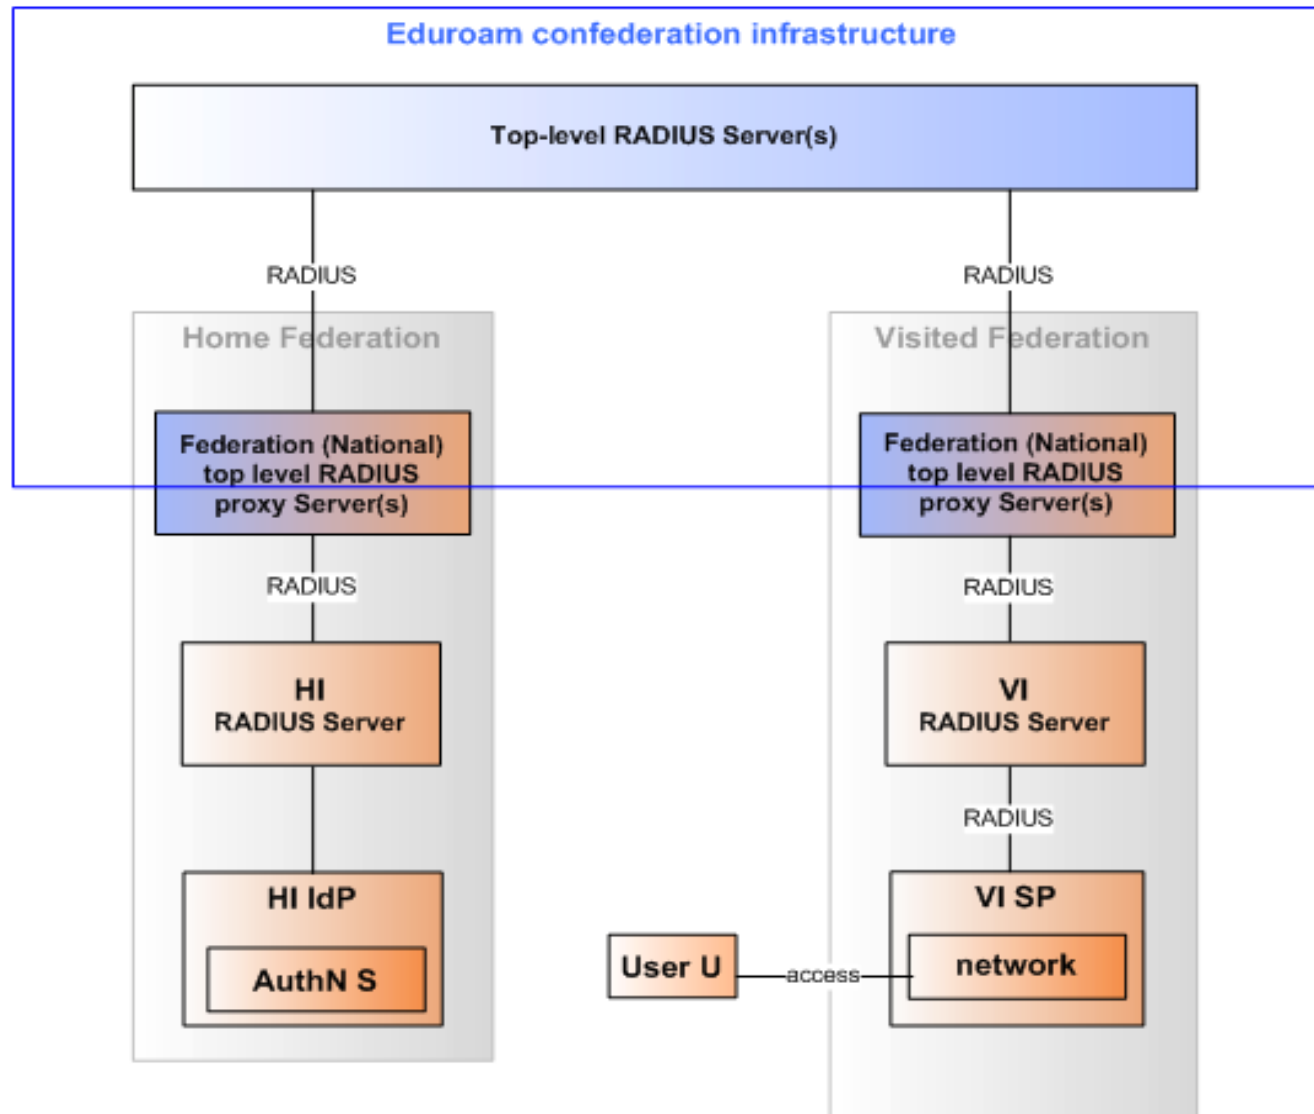 Eduroam confederation infrastructure
Top-level RADIUS Server(s)
RADIUS
RADIUS
Home Federation
Visited Federation
Federation (National)
top level RADIUS
proxy Server(s)
Federation (National)
top level RADIUS
proxy Server(s)
RADIUS
RADIUS
HI
RADIUS Server
VI
RADIUS Server
RADIUS
HI IdP
AuthN S
VI SP
network
User U
access